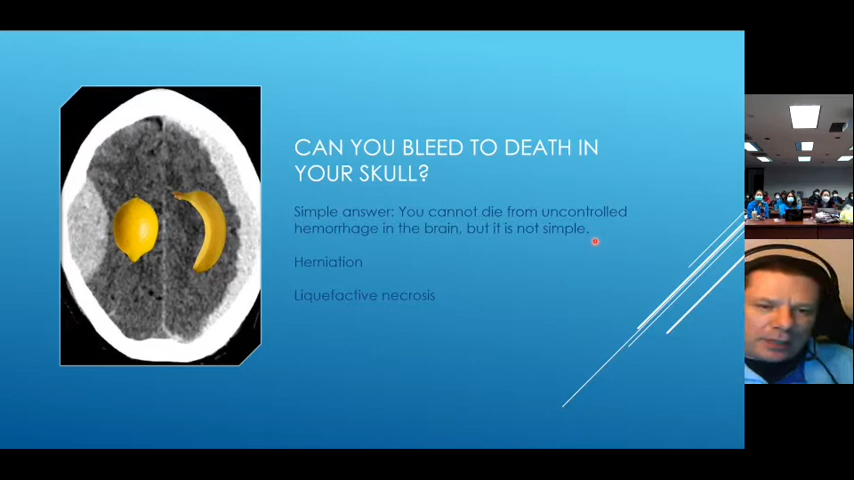 CAN YOU BLEED TO DEATH IN
YOUR SKULL?
Simple answer: You cannot die from uncontrolled
hemorrhage in the brain, but it is not simple.
Herniation
Liquefactive necrosis